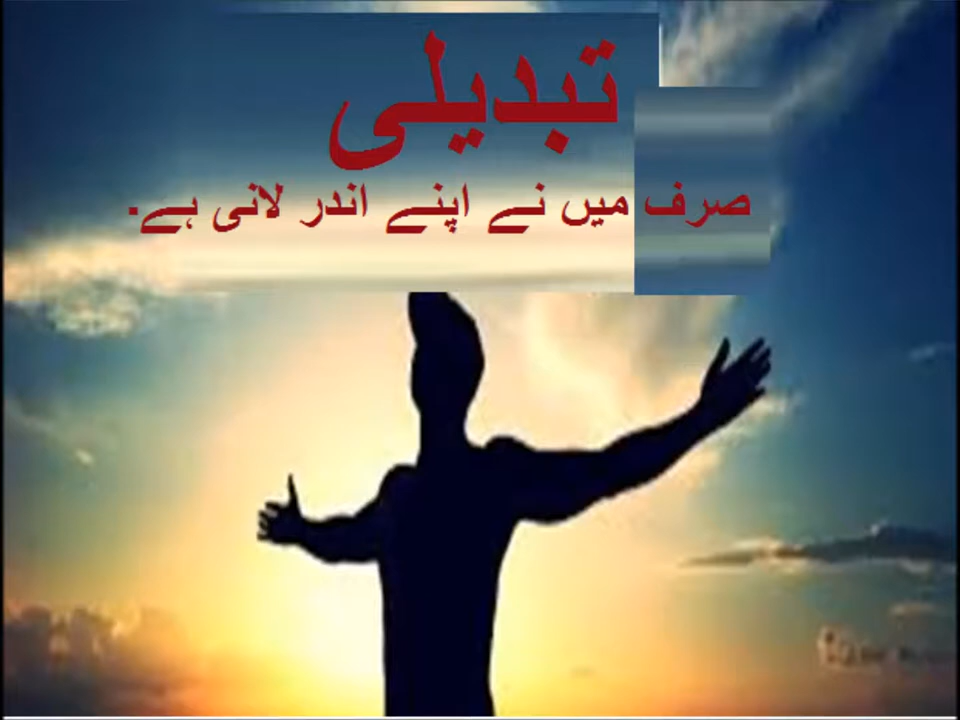 تبدیلی
صرف میں نے اپنے اندر لانی ہے۔